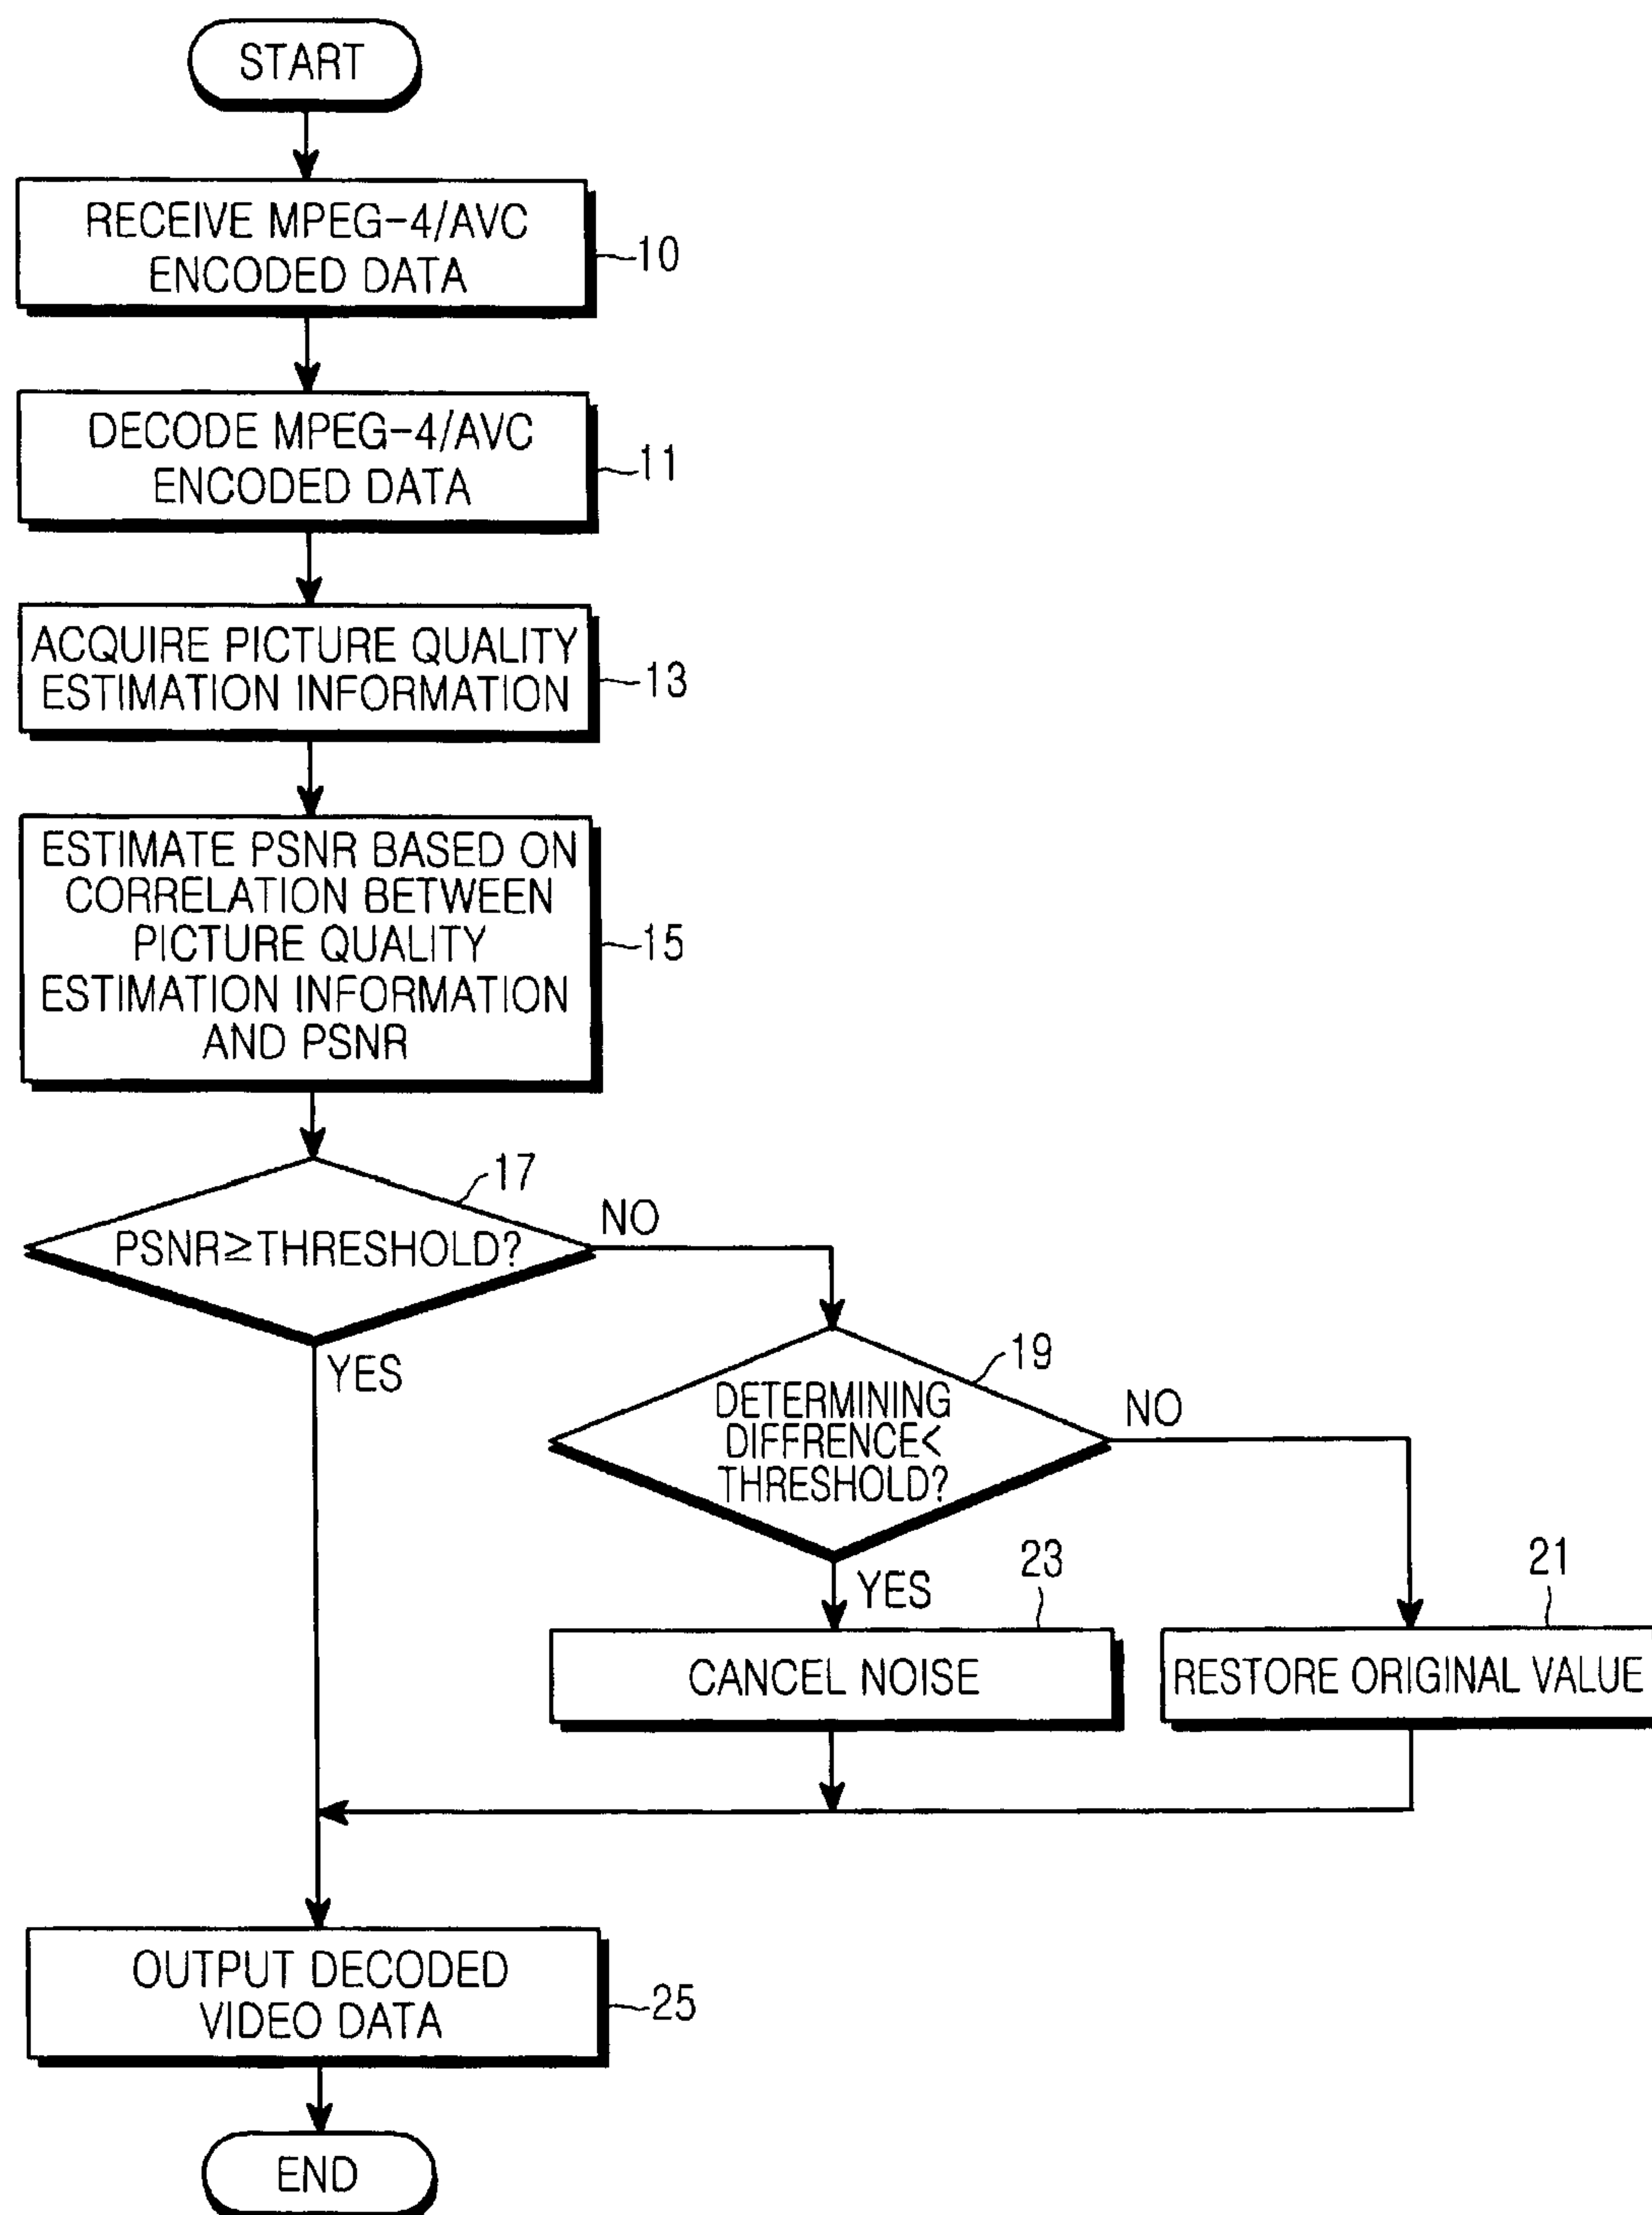 START
RECEIVE MPEG-4/AVC
ENCODED DATA
10
DECODE MPEG-4/AVC
ENCODED DATA
11
ACQUIRE PICTURE QUALITY
ESTIMATION INFORMATION
13
ESTIMATE PSNR BASED ON
CORRELATION BETWEEN
PICTURE QUALITY
ESTIMATION INFORMATION
AND PSNR
15
17
PSNR≥THRESHOLD?
NO
YES
19
DETERMINING
DIFFRENCE<
THRESHOLD?
NO
YES
23
CANCEL NOISE
21
RESTORE ORIGINAL VALUE
OUTPUT DECODED
VIDEO DATA
25
END